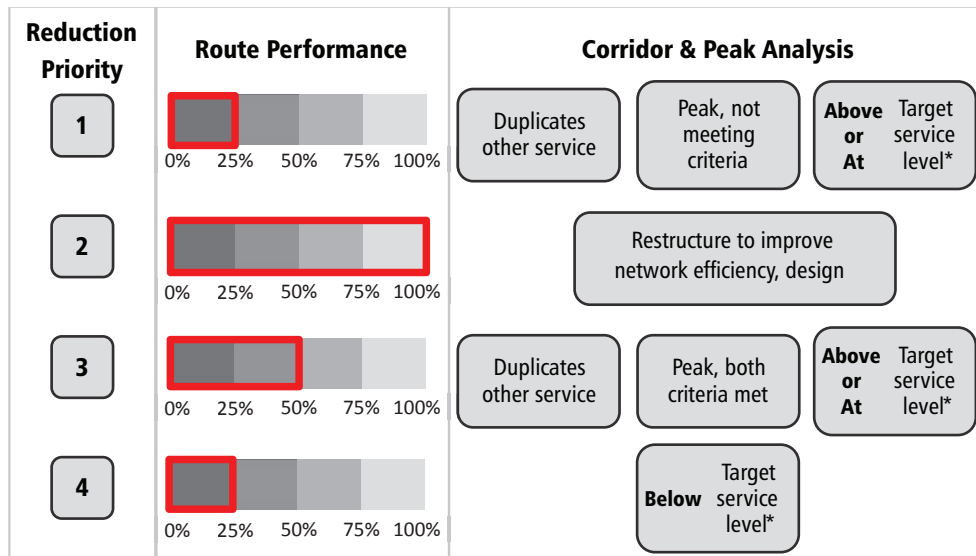 Reduction
Priority
Route Performance
Corridor & Peak Analysis
1
0% 25% 50% 75% 100%
Duplicates
other service
Peak, not
meeting
criteria
Above
or
At
Target
service
level*
2
0% 25% 50% 75% 100%
Restructure to improve
network efficiency, design
3
0% 25% 50% 75% 100%
Duplicates
other service
Peak, both
criteria met
Above
or
At
Target
service
level*
4
0% 25% 50% 75% 100%
Below
Target
service
level*